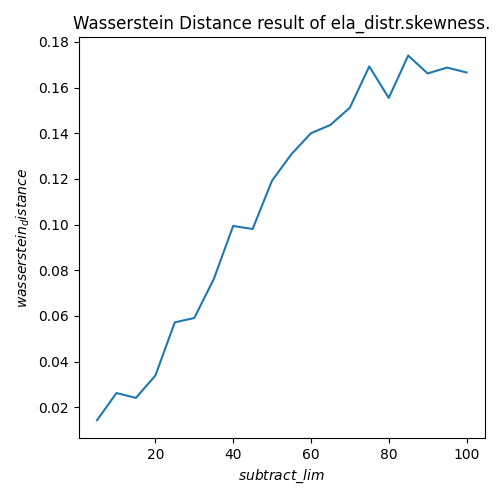 Wasserstein Distance result of ela_distr.skewness.
0.18
0.16
0.14
0.12
0.10
0.08
0.06
0.04
0.02
wasserstein_distance
20 40 60 80 100
subtract_lim